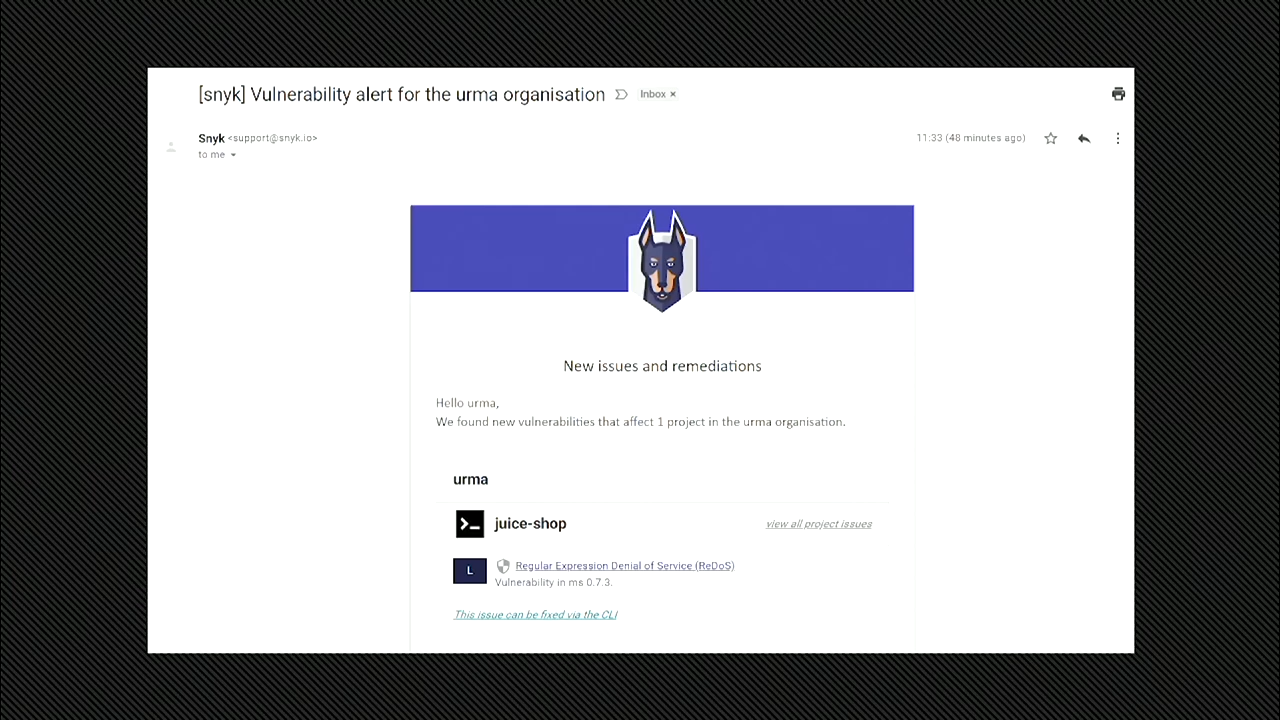 [snyk] Vulnerability alert for the urma organisation Inbox ×
Snyk <support@snyk.io> 11:33 (48 minutes ago)
to me
New issues and remediations
Hello urma,
We found new vulnerabilities that affect 1 project in the urma organisation.
urma
juice-shop view all project issues
L Regular Expression Denial of Service (ReDoS)
Vulnerability in ms 0.7.3.
This issue can be fixed via the CLI